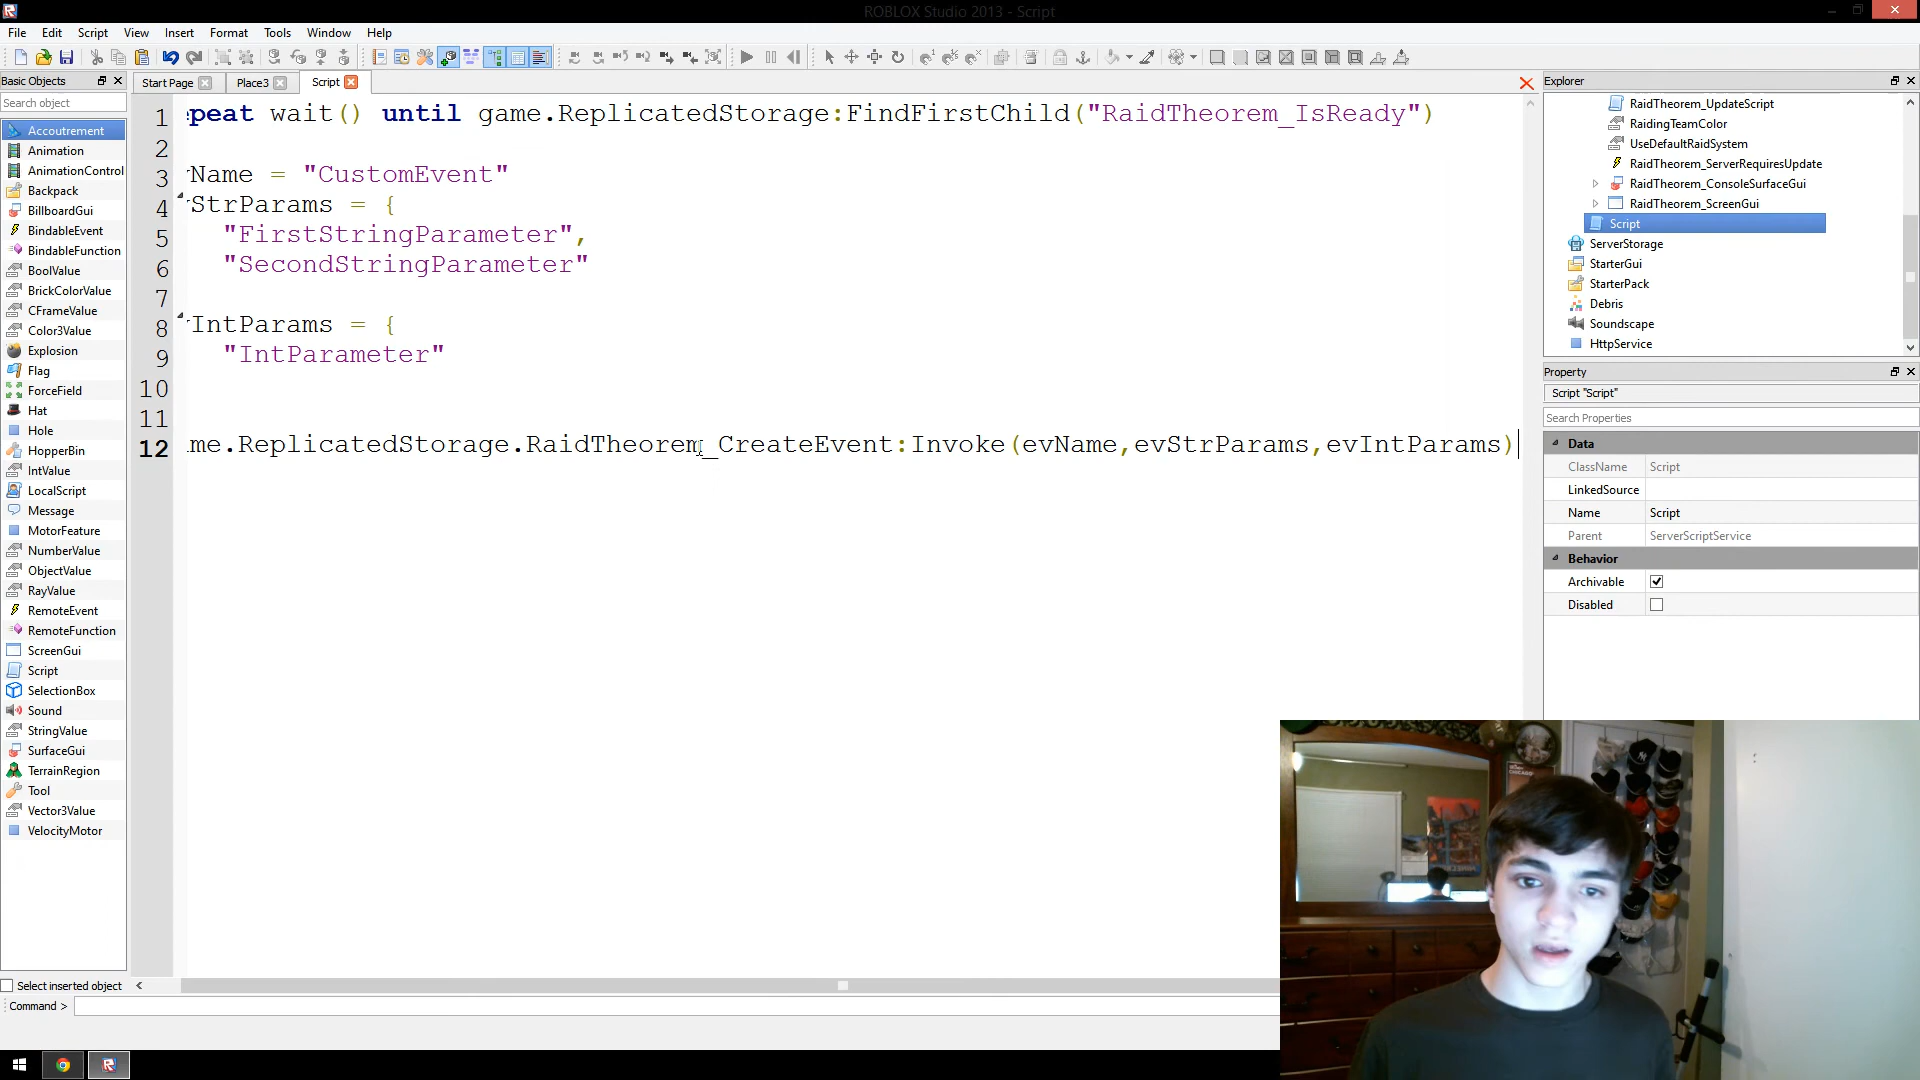 ROBLOX Studio 2013 - Script
File Edit Script View Insert Format Tools Window Help
Basic Objects
Start Page Place3 Script
Search object
Accoutrement
Animation
AnimationControl
Backpack
BillboardGui
BindableEvent
BindableFunction
BoolValue
BrickColorValue
CFrameValue
Color3Value
Explosion
Flag
ForceField
Hat
Hole
HopperBin
IntValue
LocalScript
Message
MotorFeature
NumberValue
ObjectValue
RayValue
RemoteEvent
RemoteFunction
ScreenGui
Script
SelectionBox
Sound
StringValue
SurfaceGui
TerrainRegion
Tool
Vector3Value
VelocityMotor
Select inserted object
Command >
1 epeat wait() until game.ReplicatedStorage:FindFirstChild("RaidTheorem_IsReady")
2
3 vName = "CustomEvent"
4 vStrParams = {
5 "FirstStringParameter",
6 "SecondStringParameter"
7
8 vIntParams = {
9 "IntParameter"
10
11
12 me.ReplicatedStorage.RaidTheorem_CreateEvent:Invoke(evName,evStrParams,evIntParams)
Explorer
RaidTheorem_UpdateScript
RaidingTeamColor
UseDefaultRaidSystem
RaidTheorem_ServerRequiresUpdate
RaidTheorem_ConsoleSurfaceGui
RaidTheorem_ScreenGui
Script
ServerStorage
StarterGui
StarterPack
Debris
Soundscape
HttpService
Property
Script "Script"
Search Properties
Data
ClassName Script
LinkedSource
Name Script
Parent ServerScriptService
Behavior
Archivable
Disabled